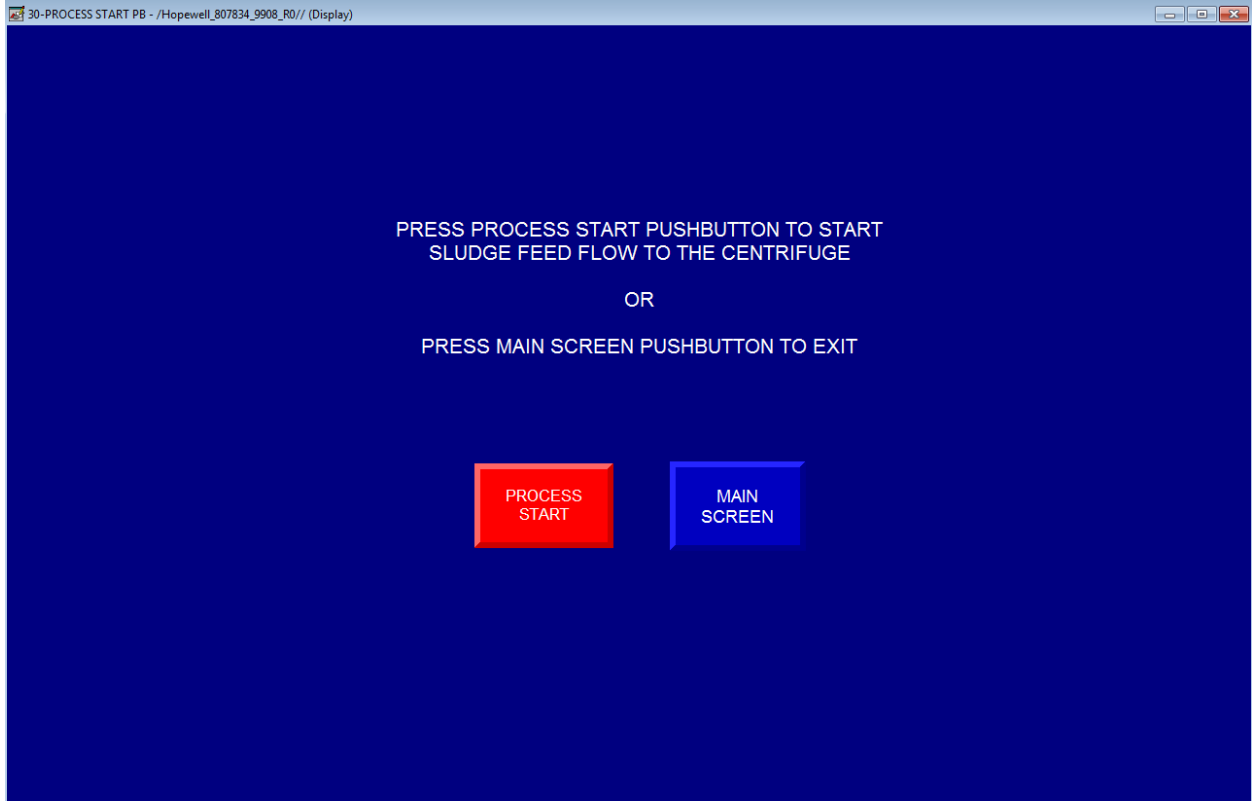 30-PROCESS START PB - /Hopewell_807834_9908_R0// (Display)
PRESS PROCESS START PUSHBUTTON TO START
SLUDGE FEED FLOW TO THE CENTRIFUGE
OR
PRESS MAIN SCREEN PUSHBUTTON TO EXIT
PROCESS
START
MAIN
SCREEN